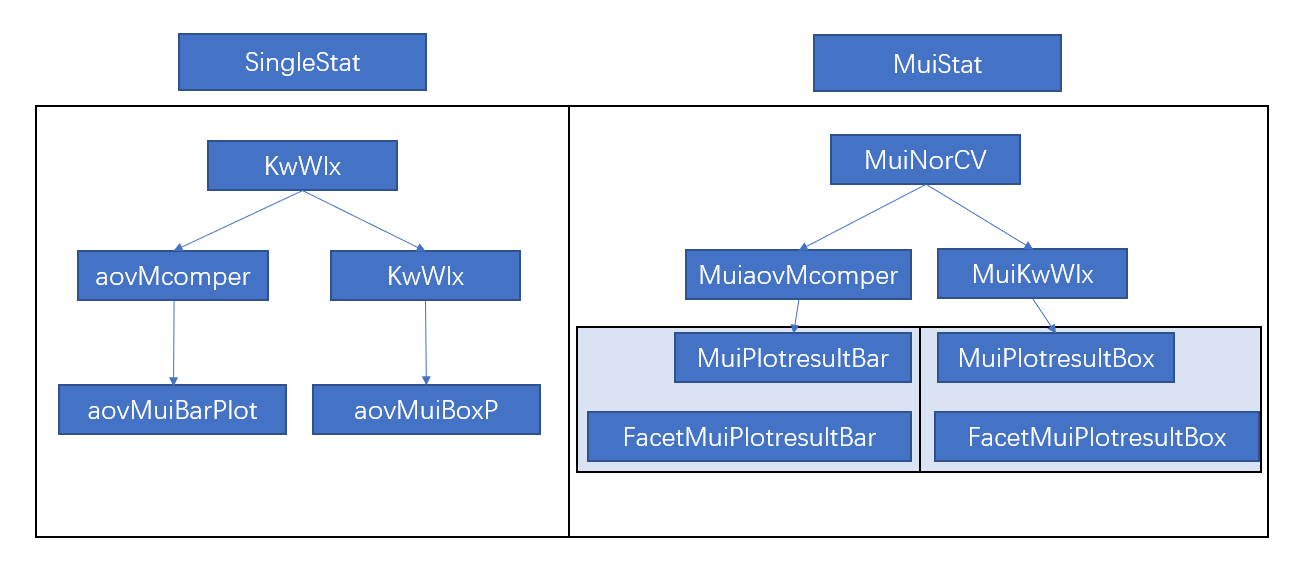 SingleStat
MuiStat
KwWlx
aovMcomper
KwWlx
aovMuiBarPlot
aovMuiBoxP
MuiNorCV
MuiaovMcomper
MuiKwWlx
MuiPlotresultBar
MuiPlotresultBox
FacetMuiPlotresultBar
FacetMuiPlotresultBox